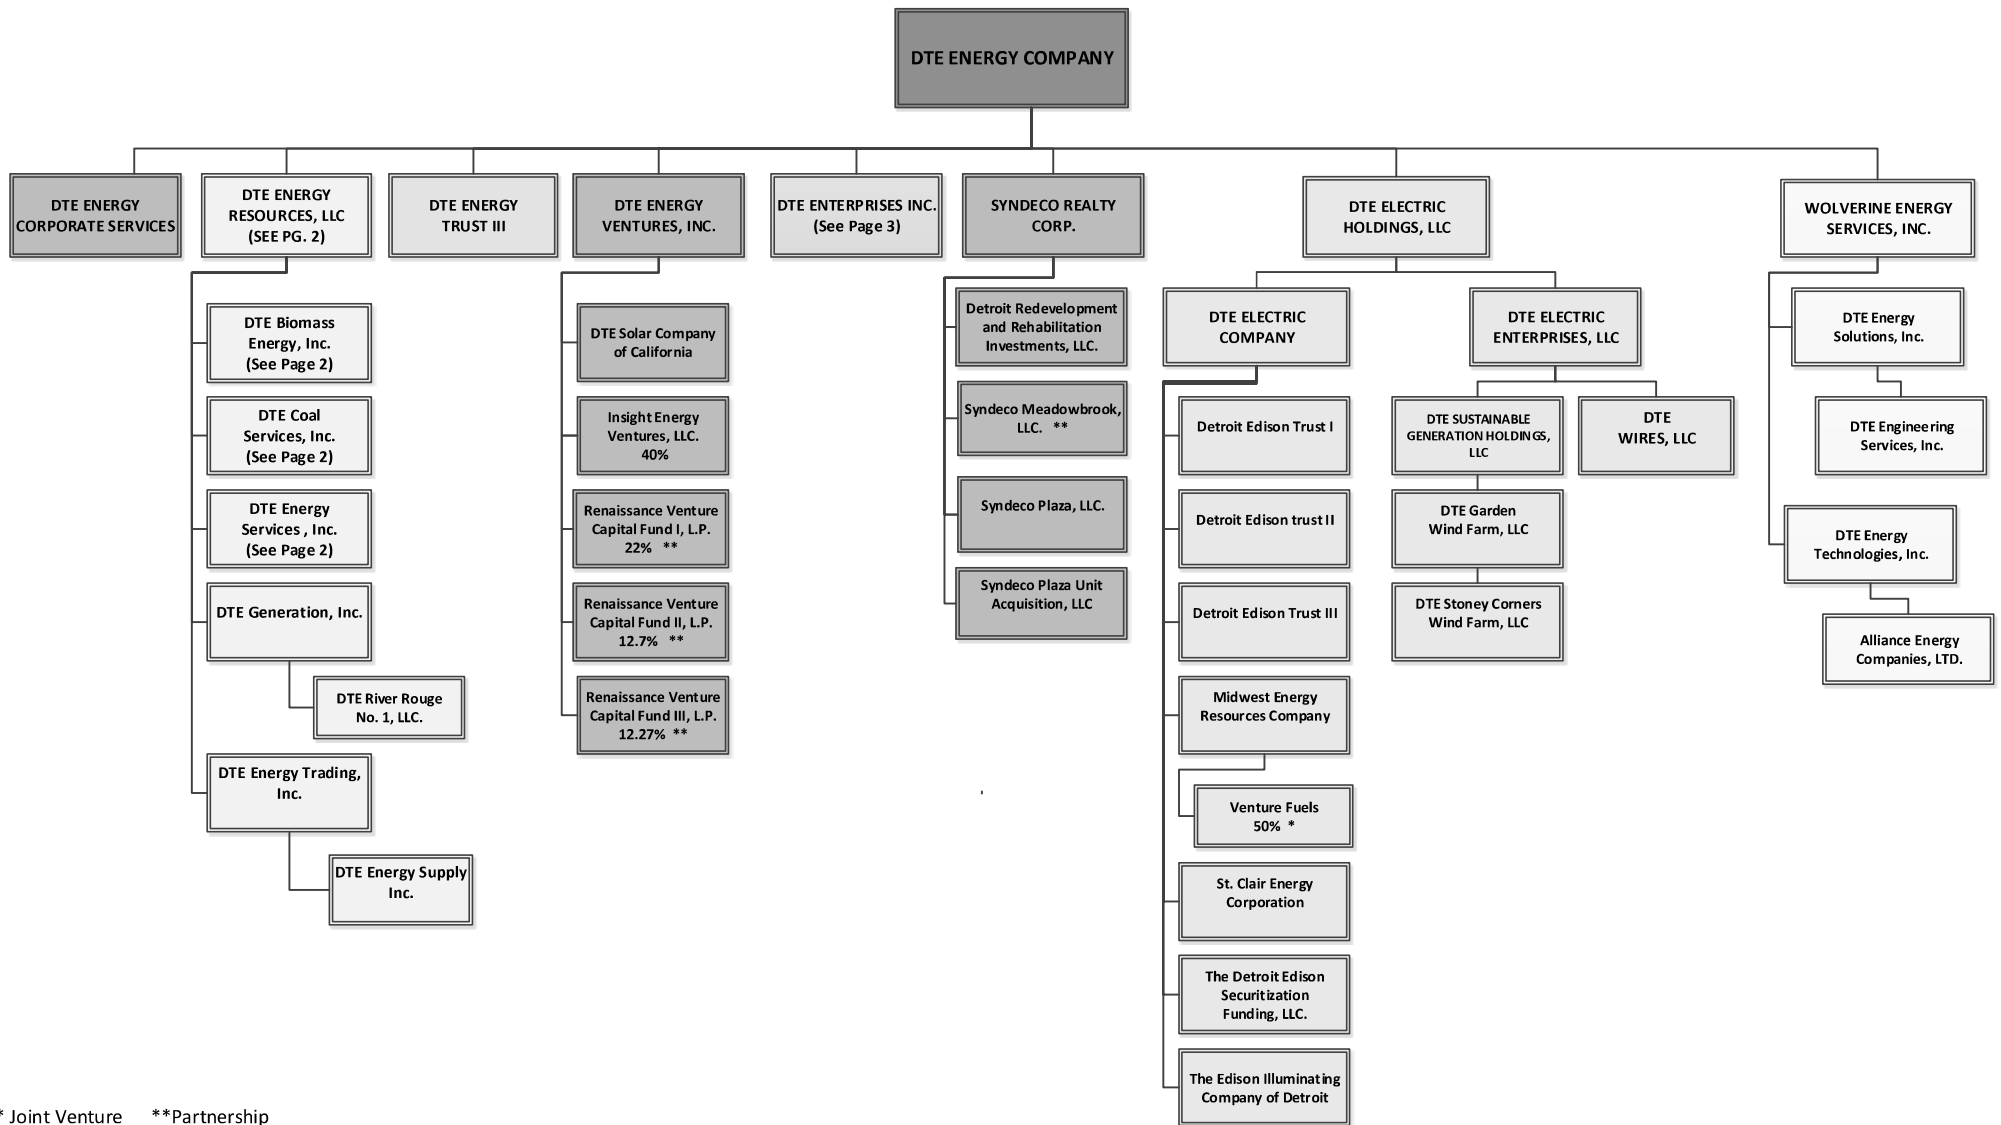 DTE ENERGY COMPANY
DTE ENERGY
CORPORATE SERVICES
DTE ENERGY
RESOURCES, LLC
(SEE PG. 2)
DTE ENERGY
TRUST III
DTE ENERGY
VENTURES, INC.
DTE ENTERPRISES INC.
(See Page 3)
SYNDECO REALTY
CORP.
DTE ELECTRIC
HOLDINGS, LLC
WOLVERINE ENERGY
SERVICES, INC.
DTE Biomass
Energy, Inc.
(See Page 2)
DTE Coal
Services, Inc.
(See Page 2)
DTE Energy
Services , Inc.
(See Page 2)
DTE Generation, Inc.
DTE River Rouge
No. 1, LLC.
DTE Energy Trading,
Inc.
DTE Energy Supply
Inc.
DTE Solar Company
of California
Insight Energy
Ventures, LLC.
40%
Renaissance Venture
Capital Fund I, L.P.
22% **
Renaissance Venture
Capital Fund II, L.P.
12.7% **
Renaissance Venture
Capital Fund III, L.P.
12.27% **
Detroit Redevelopment
and Rehabilitation
Investments, LLC.
Syndeco Meadowbrook,
LLC. **
Syndeco Plaza, LLC.
Syndeco Plaza Unit
Acquisition, LLC
DTE ELECTRIC
COMPANY
Detroit Edison Trust I
Detroit Edison trust II
Detroit Edison Trust III
Midwest Energy
Resources Company
Venture Fuels
50% *
St. Clair Energy
Corporation
The Detroit Edison
Securitization
Funding, LLC.
The Edison Illuminating
Company of Detroit
DTE ELECTRIC
ENTERPRISES, LLC
DTE SUSTAINABLE
GENERATION HOLDINGS,
LLC
DTE
WIRES, LLC
DTE Garden
Wind Farm, LLC
DTE Stoney Corners
Wind Farm, LLC
DTE Energy
Solutions, Inc.
DTE Engineering
Services, Inc.
DTE Energy
Technologies, Inc.
Alliance Energy
Companies, LTD.
* Joint Venture **Partnership